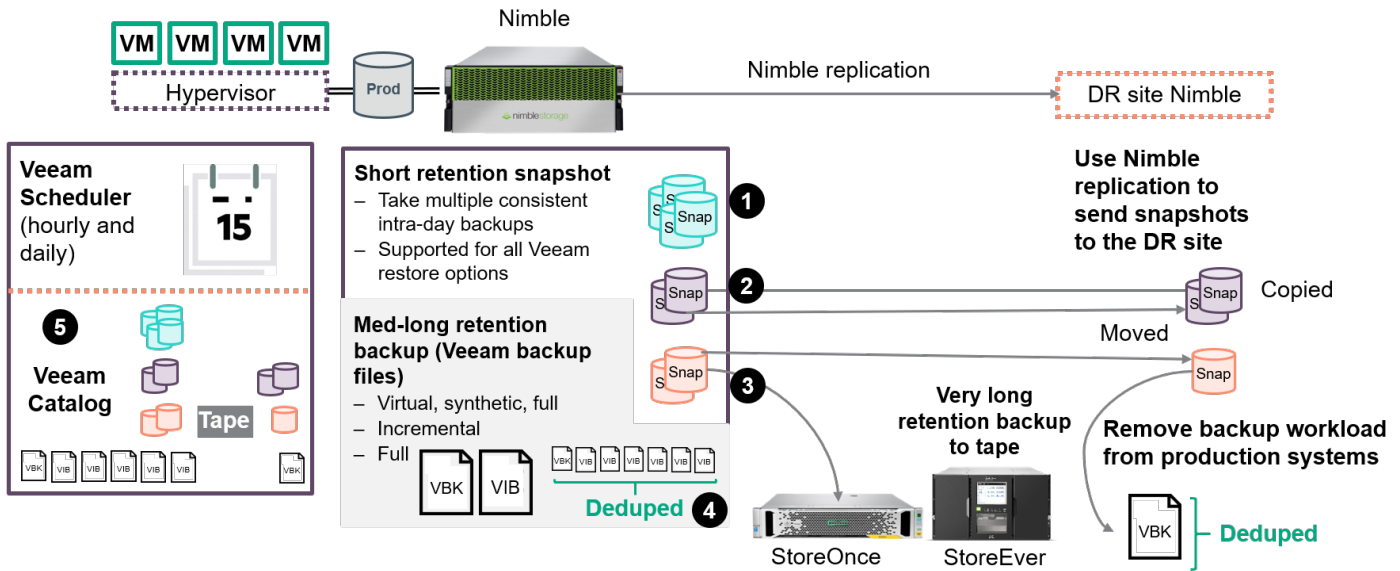 Nimble
VM VM VM VM
Hypervisor
Prod
nimblestorage
Nimble replication
DR site Nimble
Veeam
Scheduler
(hourly and
daily)
15
5
Veeam
Catalog
Tape
VBK VIB VIB VIB VIB VIB VBK
Short retention snapshot
– Take multiple consistent
intra-day backups
– Supported for all Veeam
restore options
S S S Snap
1
S Snap
2
Med-long retention
backup (Veeam backup
files)
– Virtual, synthetic, full
– Incremental
– Full
VBK VIB
VBK VIB VIB VIB VIB VIB VIB
Deduped
4
S Snap
3
Use Nimble
replication to
send snapshots
to the DR site
S Snap
Copied
Moved
Snap
Very long
retention backup
to tape
Remove backup workload
from production systems
StoreOnce
StoreEver
VBK
Deduped